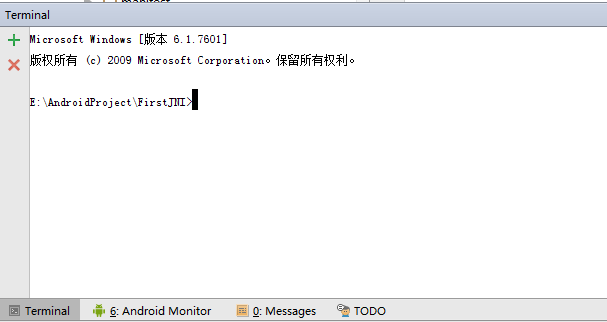 manifest
Terminal
Microsoft Windows [版本 6.1.7601]
版权所有 (c) 2009 Microsoft Corporation。保留所有权利。
E:\AndroidProject\FirstJNI>
Terminal
6: Android Monitor
0: Messages
TODO